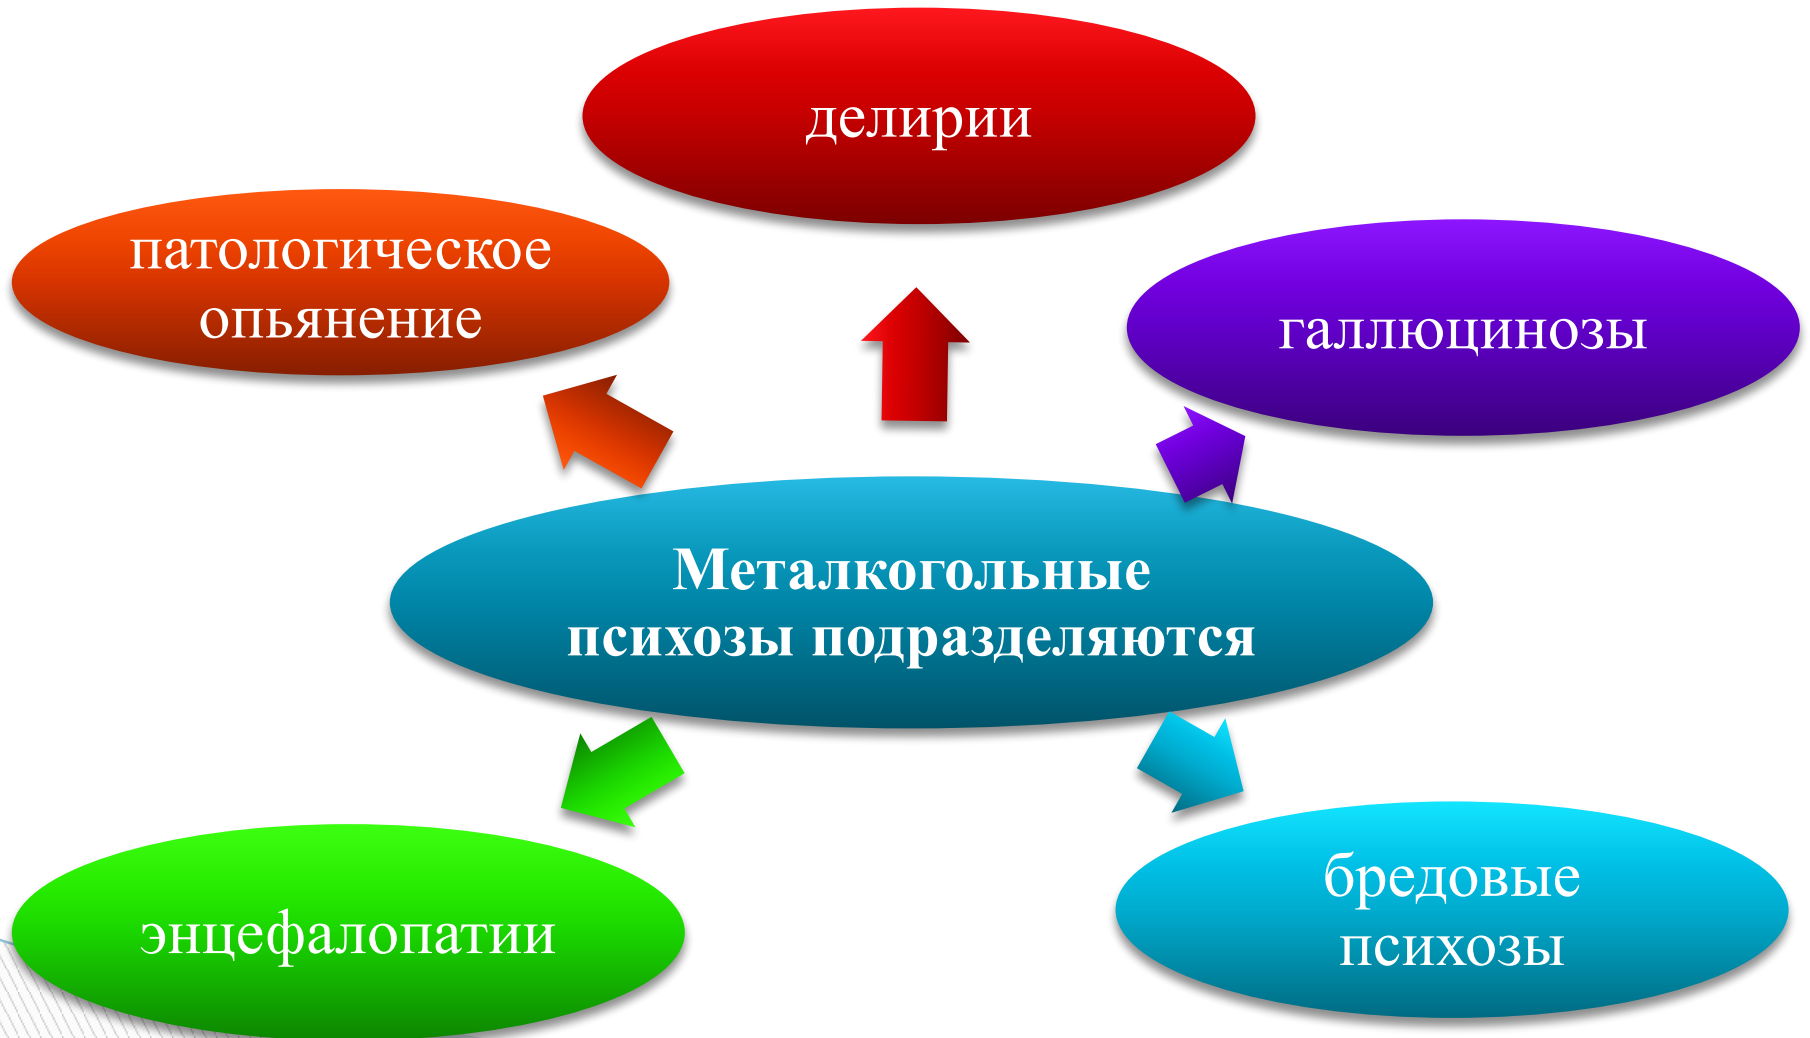 делирии
патологическое
опьянение
галлюцинозы
Металкогольные
психозы подразделяются
энцефалопатии
бредовые
психозы